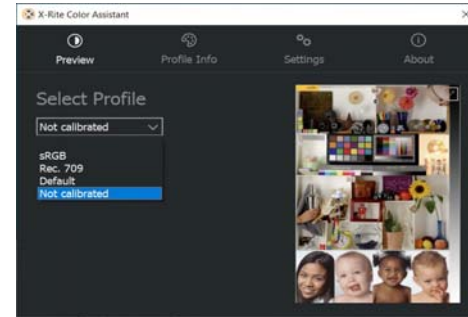 X-Rite Color Assistant
Preview
Profile Info
Settings
About
Select Profile
Not calibrated
sRGB
Rec. 709
Default
Not calibrated